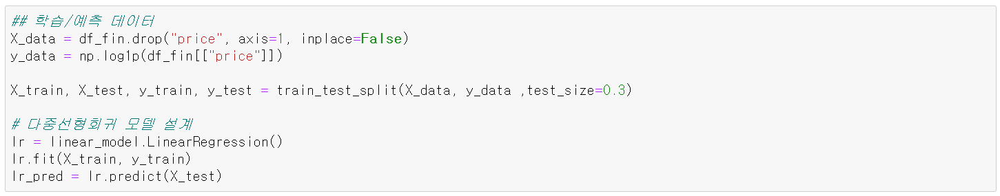 ## 학습/예측 데이터
X_data = df_fin.drop("price", axis=1, inplace=False)
y_data = np.log1p(df_fin[["price"]])
X_train, X_test, y_train, y_test = train_test_split(X_data, y_data ,test_size=0.3)
# 다중선형회귀 모델 설계
lr = linear_model.LinearRegression()
lr.fit(X_train, y_train)
lr_pred = lr.predict(X_test)